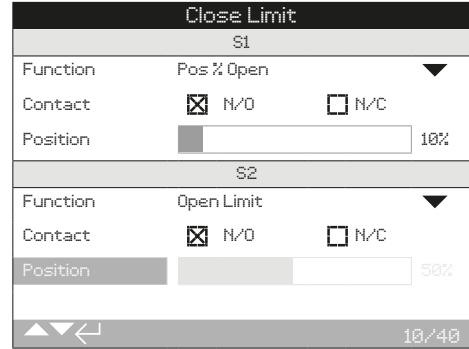 Close Limit
S1
Function Pos % Open
Contact N/O N/C
Position 10%
S2
Function Open Limit
Contact N/O N/C
Position 50%
10/40